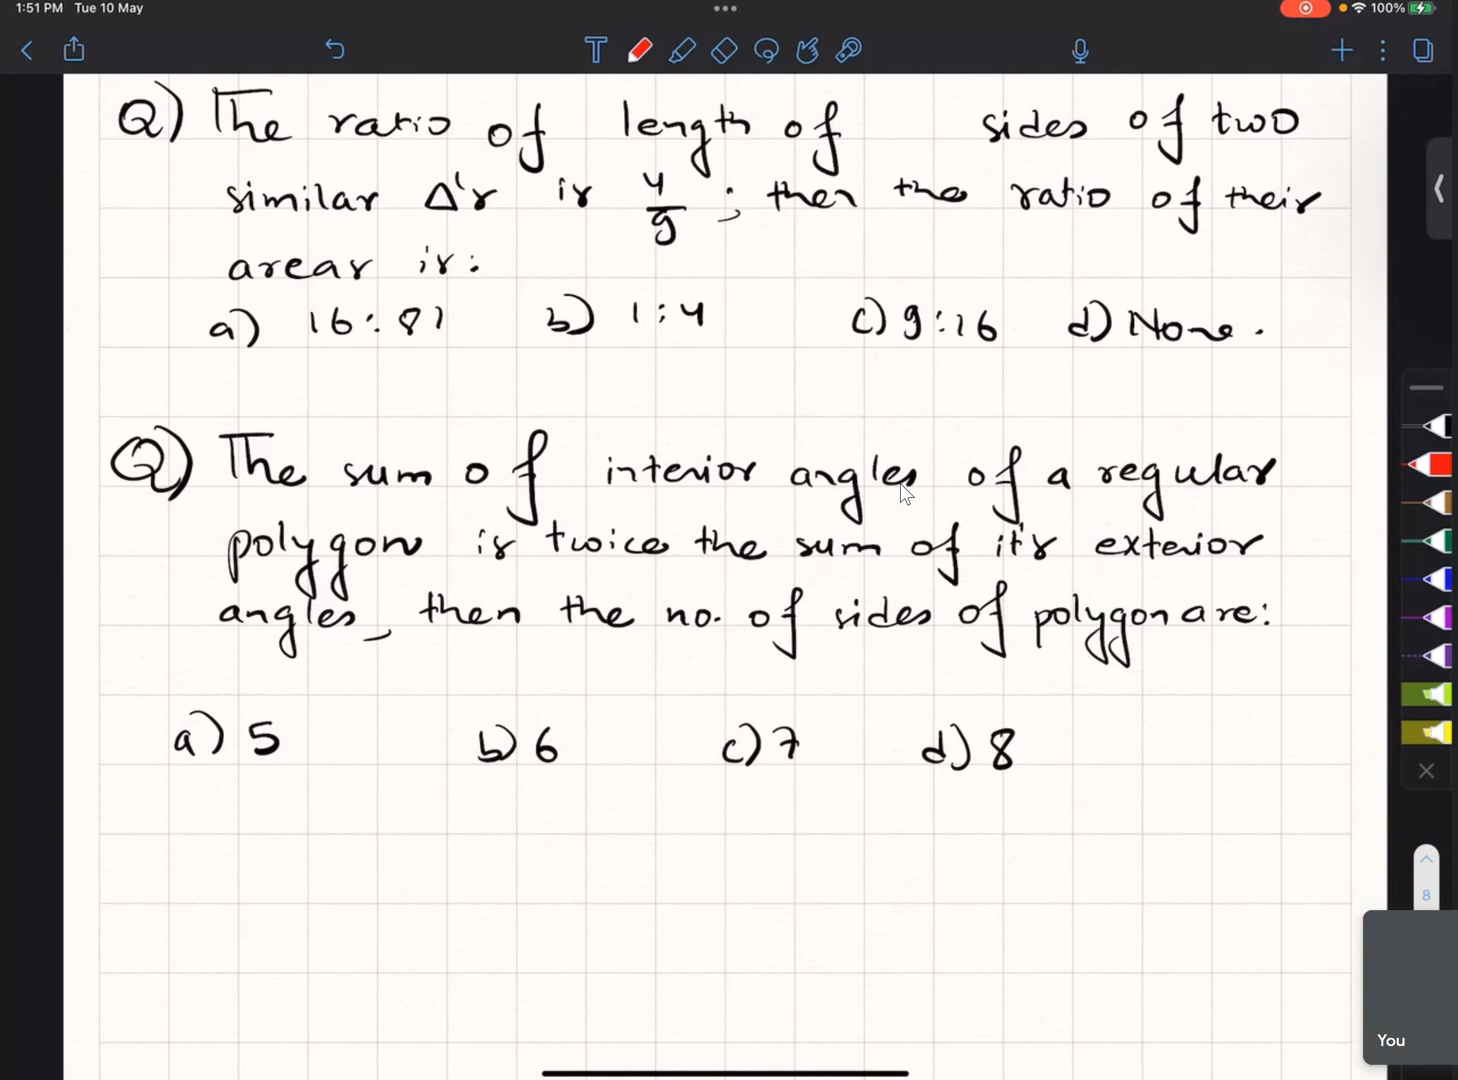 1:51 PM Tue 10 May
100%
Q) The ratio of length of sides of two
similar Δ's is 4/9 ; then the ratio of their
areas is:
a) 16:81 b) 1:4 c) 9:16 d) None.
Q) The sum of interior angles of a regular
polygon is twice the sum of it's exterior
angles, then the no. of sides of polygon are:
a) 5 b) 6 c) 7 d) 8
8
You